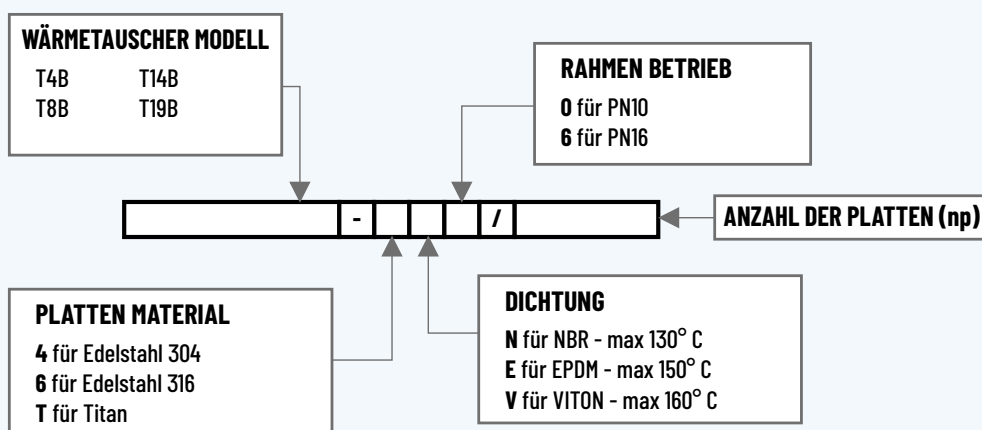 WÄRMETAUSCHER MODELL
T4B T14B
T8B T19B
RAHMEN BETRIEB
0 für PN10
6 für PN16
- /
ANZAHL DER PLATTEN (np)
PLATTEN MATERIAL
4 für Edelstahl 304
6 für Edelstahl 316
T für Titan
DICHTUNG
N für NBR - max 130° C
E für EPDM - max 150° C
V für VITON - max 160° C